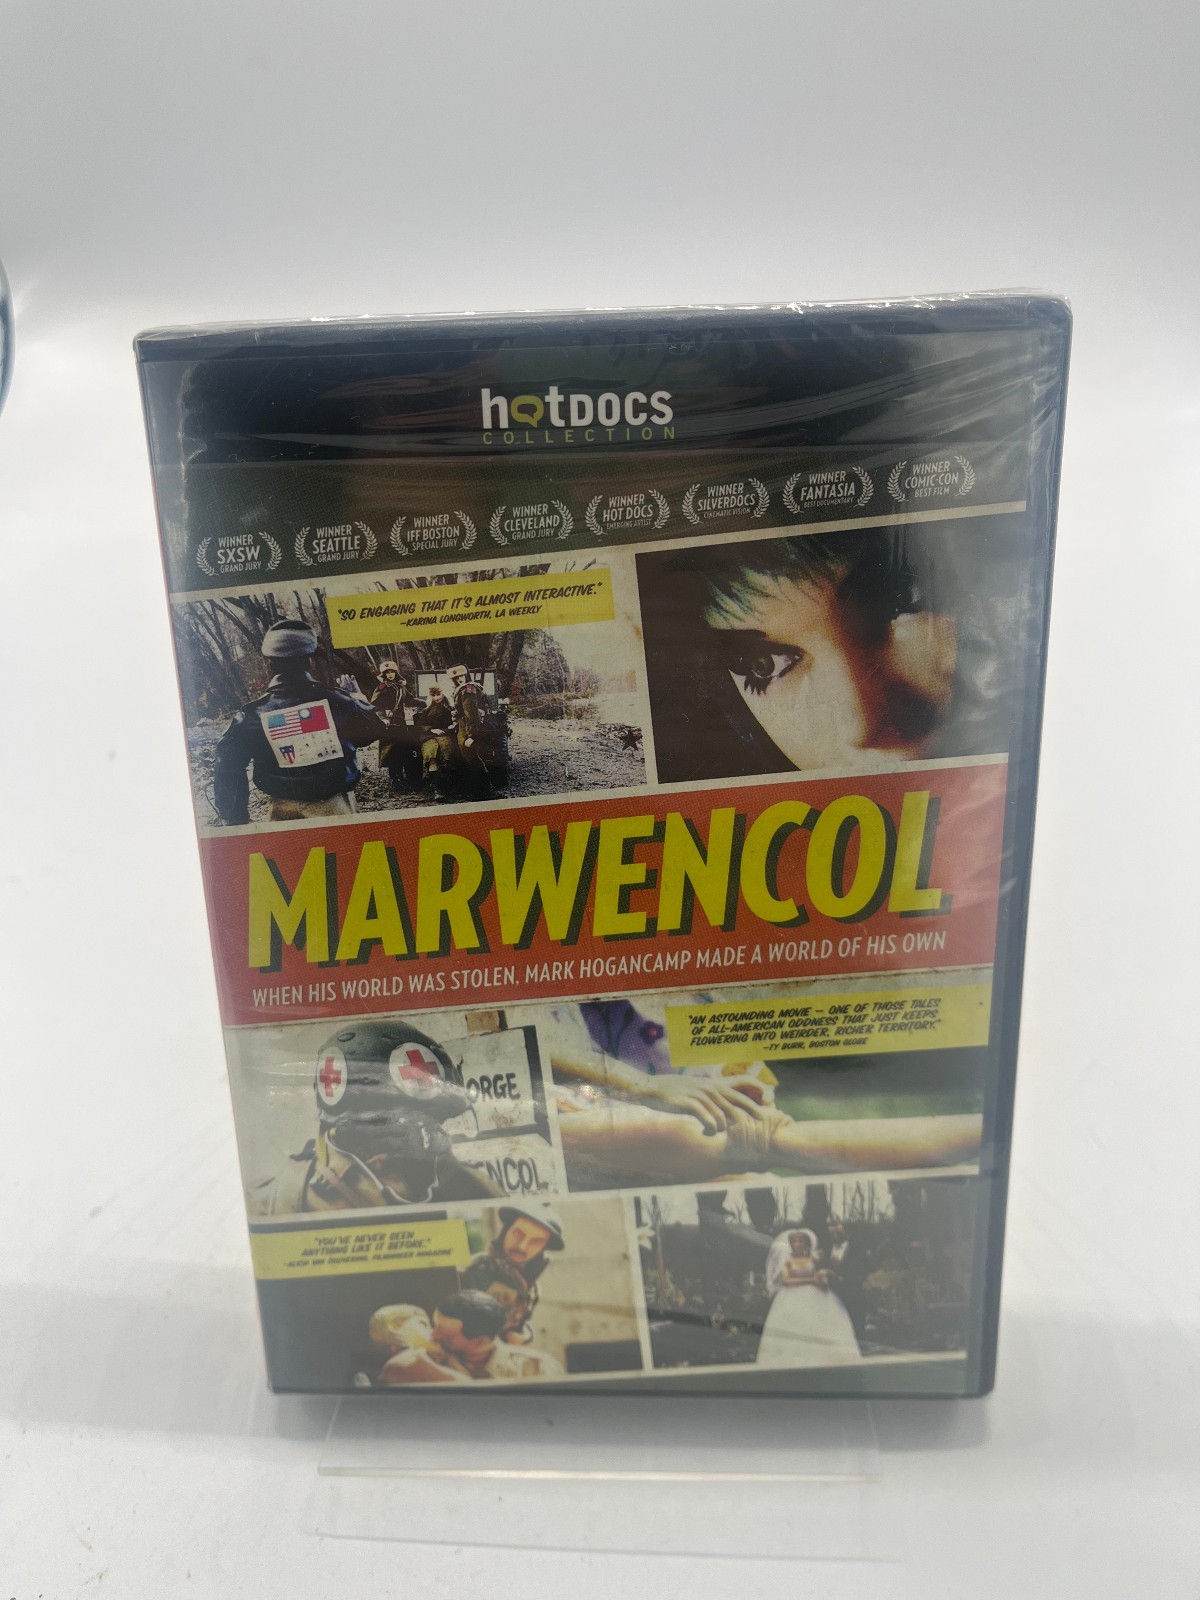 hotDOCS
COLLECTION
WINNER
SXSW
GRAND JURY
WINNER
SEATTLE
GRAND JURY
WINNER
IFF BOSTON
SPECIAL JURY
WINNER
CLEVELAND
GRAND JURY
WINNER
HOT DOCS
EMERGING ARTIST
WINNER
SILVERDOCS
CINEMATIC VISION
WINNER
FANTASIA
BEST DOCUMENTARY
WINNER
COMIC-CON
BEST FILM
"SO ENGAGING THAT IT'S ALMOST INTERACTIVE."
–KARINA LONGWORTH, LA WEEKLY
MARWENCOL
WHEN HIS WORLD WAS STOLEN, MARK HOGANCAMP MADE A WORLD OF HIS OWN
"AN ASTOUNDING MOVIE — ONE OF THOSE TALES
OF ALL-AMERICAN ODDNESS THAT JUST KEEPS
FLOWERING INTO WEIRDER, RICHER TERRITORY."
–TY BURR, BOSTON GLOBE
ORGE
ENCOL
"YOU'VE NEVER SEEN
ANYTHING LIKE IT BEFORE."
FILMMAKER MAGAZINE